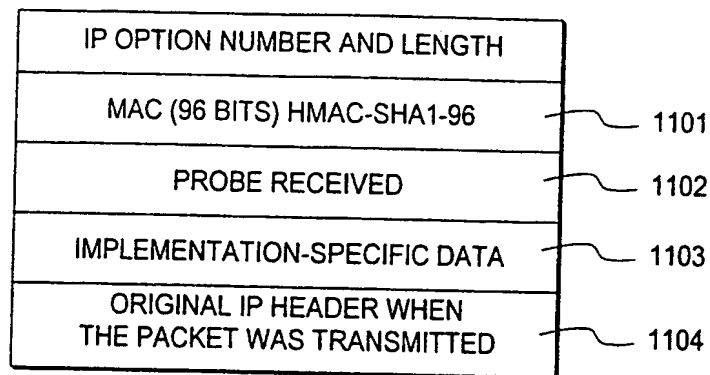 IP OPTION NUMBER AND LENGTH
MAC (96 BITS) HMAC-SHA1-96
1101
PROBE RECEIVED
1102
IMPLEMENTATION-SPECIFIC DATA
1103
ORIGINAL IP HEADER WHEN
THE PACKET WAS TRANSMITTED
1104